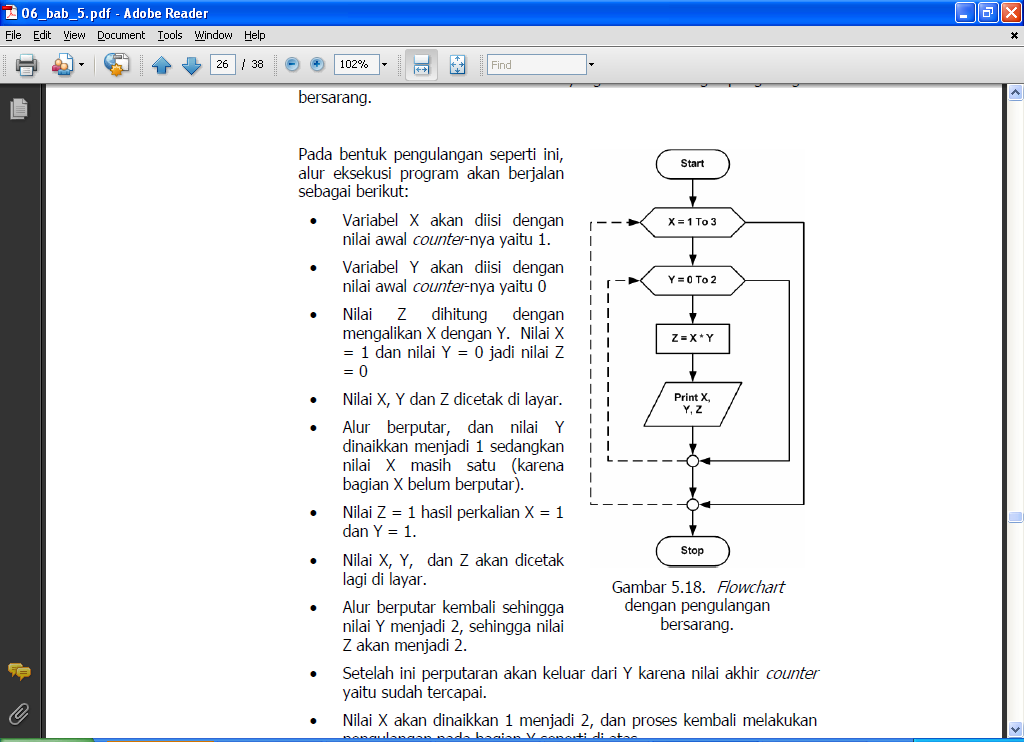 06_bab_5.pdf - Adobe Reader
File Edit View Document Tools Window Help
26 / 38 102% Find
bersarang.
Pada bentuk pengulangan seperti ini,
alur eksekusi program akan berjalan
sebagai berikut:
• Variabel X akan diisi dengan
nilai awal counter-nya yaitu 1.
• Variabel Y akan diisi dengan
nilai awal counter-nya yaitu 0
• Nilai Z dihitung dengan
mengalikan X dengan Y. Nilai X
= 1 dan nilai Y = 0 jadi nilai Z
= 0
• Nilai X, Y dan Z dicetak di layar.
• Alur berputar, dan nilai Y
dinaikkan menjadi 1 sedangkan
nilai X masih satu (karena
bagian X belum berputar).
• Nilai Z = 1 hasil perkalian X = 1
dan Y = 1.
• Nilai X, Y, dan Z akan dicetak
lagi di layar.
• Alur berputar kembali sehingga
nilai Y menjadi 2, sehingga nilai
Z akan menjadi 2.
Start
X = 1 To 3
Y = 0 To 2
Z = X * Y
Print X,
Y, Z
Stop
Gambar 5.18. Flowchart
dengan pengulangan
bersarang.
• Setelah ini perputaran akan keluar dari Y karena nilai akhir counter
yaitu sudah tercapai.
• Nilai X akan dinaikkan 1 menjadi 2, dan proses kembali melakukan
pengulangan pada bagian Y seperti di atas